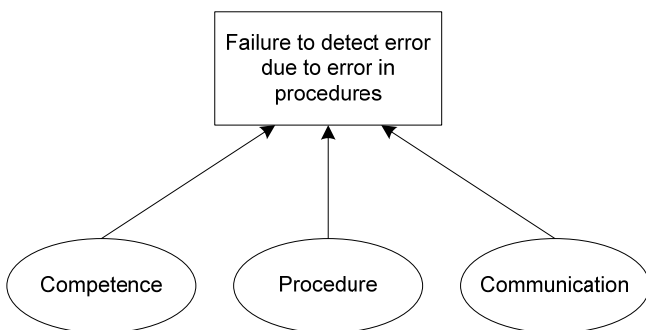 Failure to detect error
due to error in
procedures
Competence
Procedure
Communication